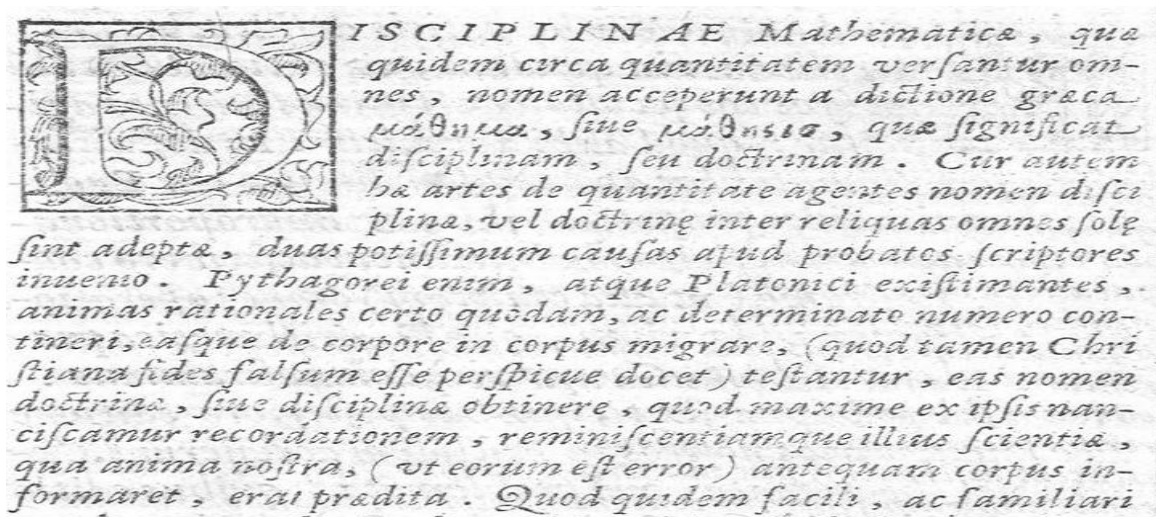 DISCIPLINAE Mathematicæ, quæ
quidem circa quantitatem verſantur om-
nes, nomen acceperunt a dictione græca
μάθημα, ſiue μάθησισ, quæ ſignificat
diſciplinam, ſeu doctrinam. Cur autem
hæ artes de quantitate agentes nomen diſci
plinæ, vel doctrinę inter reliquas omnes ſolę
ſint adeptæ, duas potiſſimum cauſas apud probatos ſcriptores
inuenio. Pythagorei enim, atque Platonici exiſtimantes,
animas rationales certo quodam, ac determinato numero con-
tineri, eaſque de corpore in corpus migrare, (quod tamen Chri
ſtiana fides falſum eſſe perſpicue docet) teſtantur, eas nomen
doctrinæ, ſiue diſciplinæ obtinere, quod maxime ex ipſis nan-
ciſcamur recordationem, reminiſcentiamque illius ſcientiæ,
qua anima noſtra, (vt eorum eſt error) antequam corpus in-
formaret, erat prædita. Quod quidem facili, ac familiari